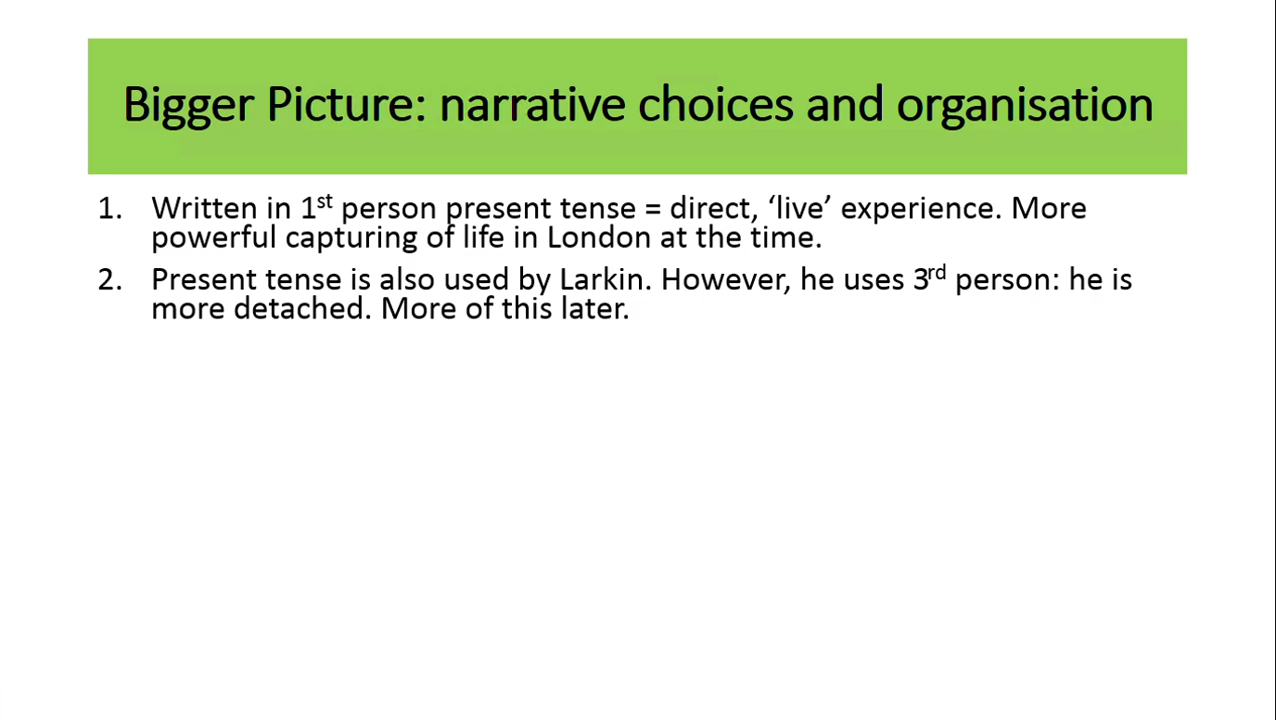 Bigger Picture: narrative choices and organisation
1. Written in 1st person present tense = direct, ‘live’ experience. More
powerful capturing of life in London at the time.
2. Present tense is also used by Larkin. However, he uses 3rd person: he is
more detached. More of this later.